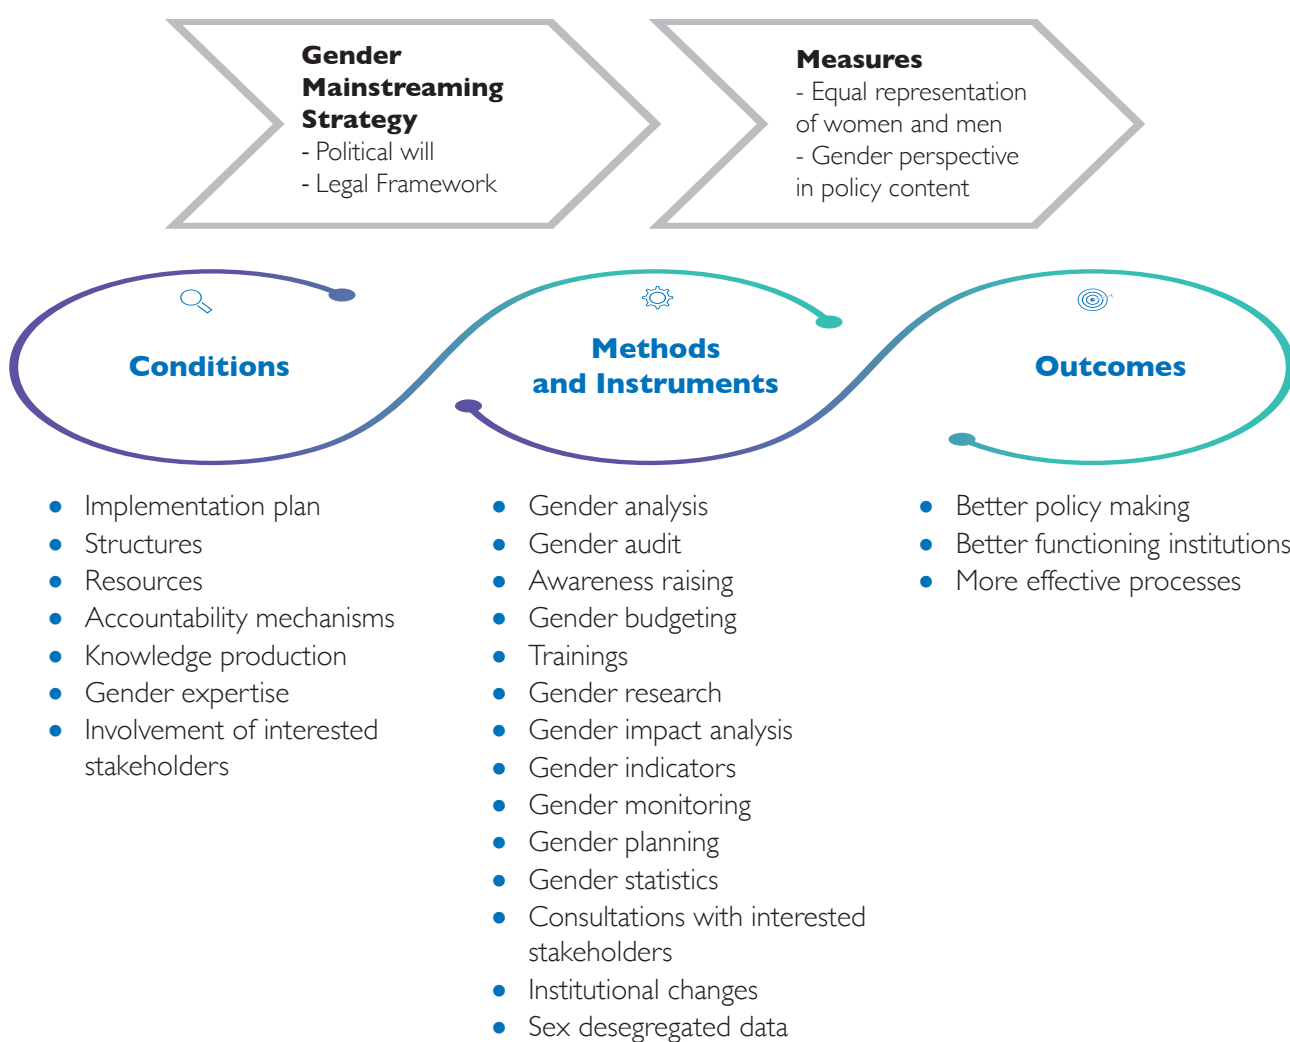 Gender
Mainstreaming
Strategy
- Political will
- Legal Framework
Measures
- Equal representation
of women and men
- Gender perspective
in policy content
Conditions
Methods
and Instruments
Outcomes
Implementation plan
Structures
Resources
Accountability mechanisms
Knowledge production
Gender expertise
Involvement of interested
stakeholders
Gender analysis
Gender audit
Awareness raising
Gender budgeting
Trainings
Gender research
Gender impact analysis
Gender indicators
Gender monitoring
Gender planning
Gender statistics
Consultations with interested
stakeholders
Institutional changes
Sex desegregated data
Better policy making
Better functioning institutions
More effective processes